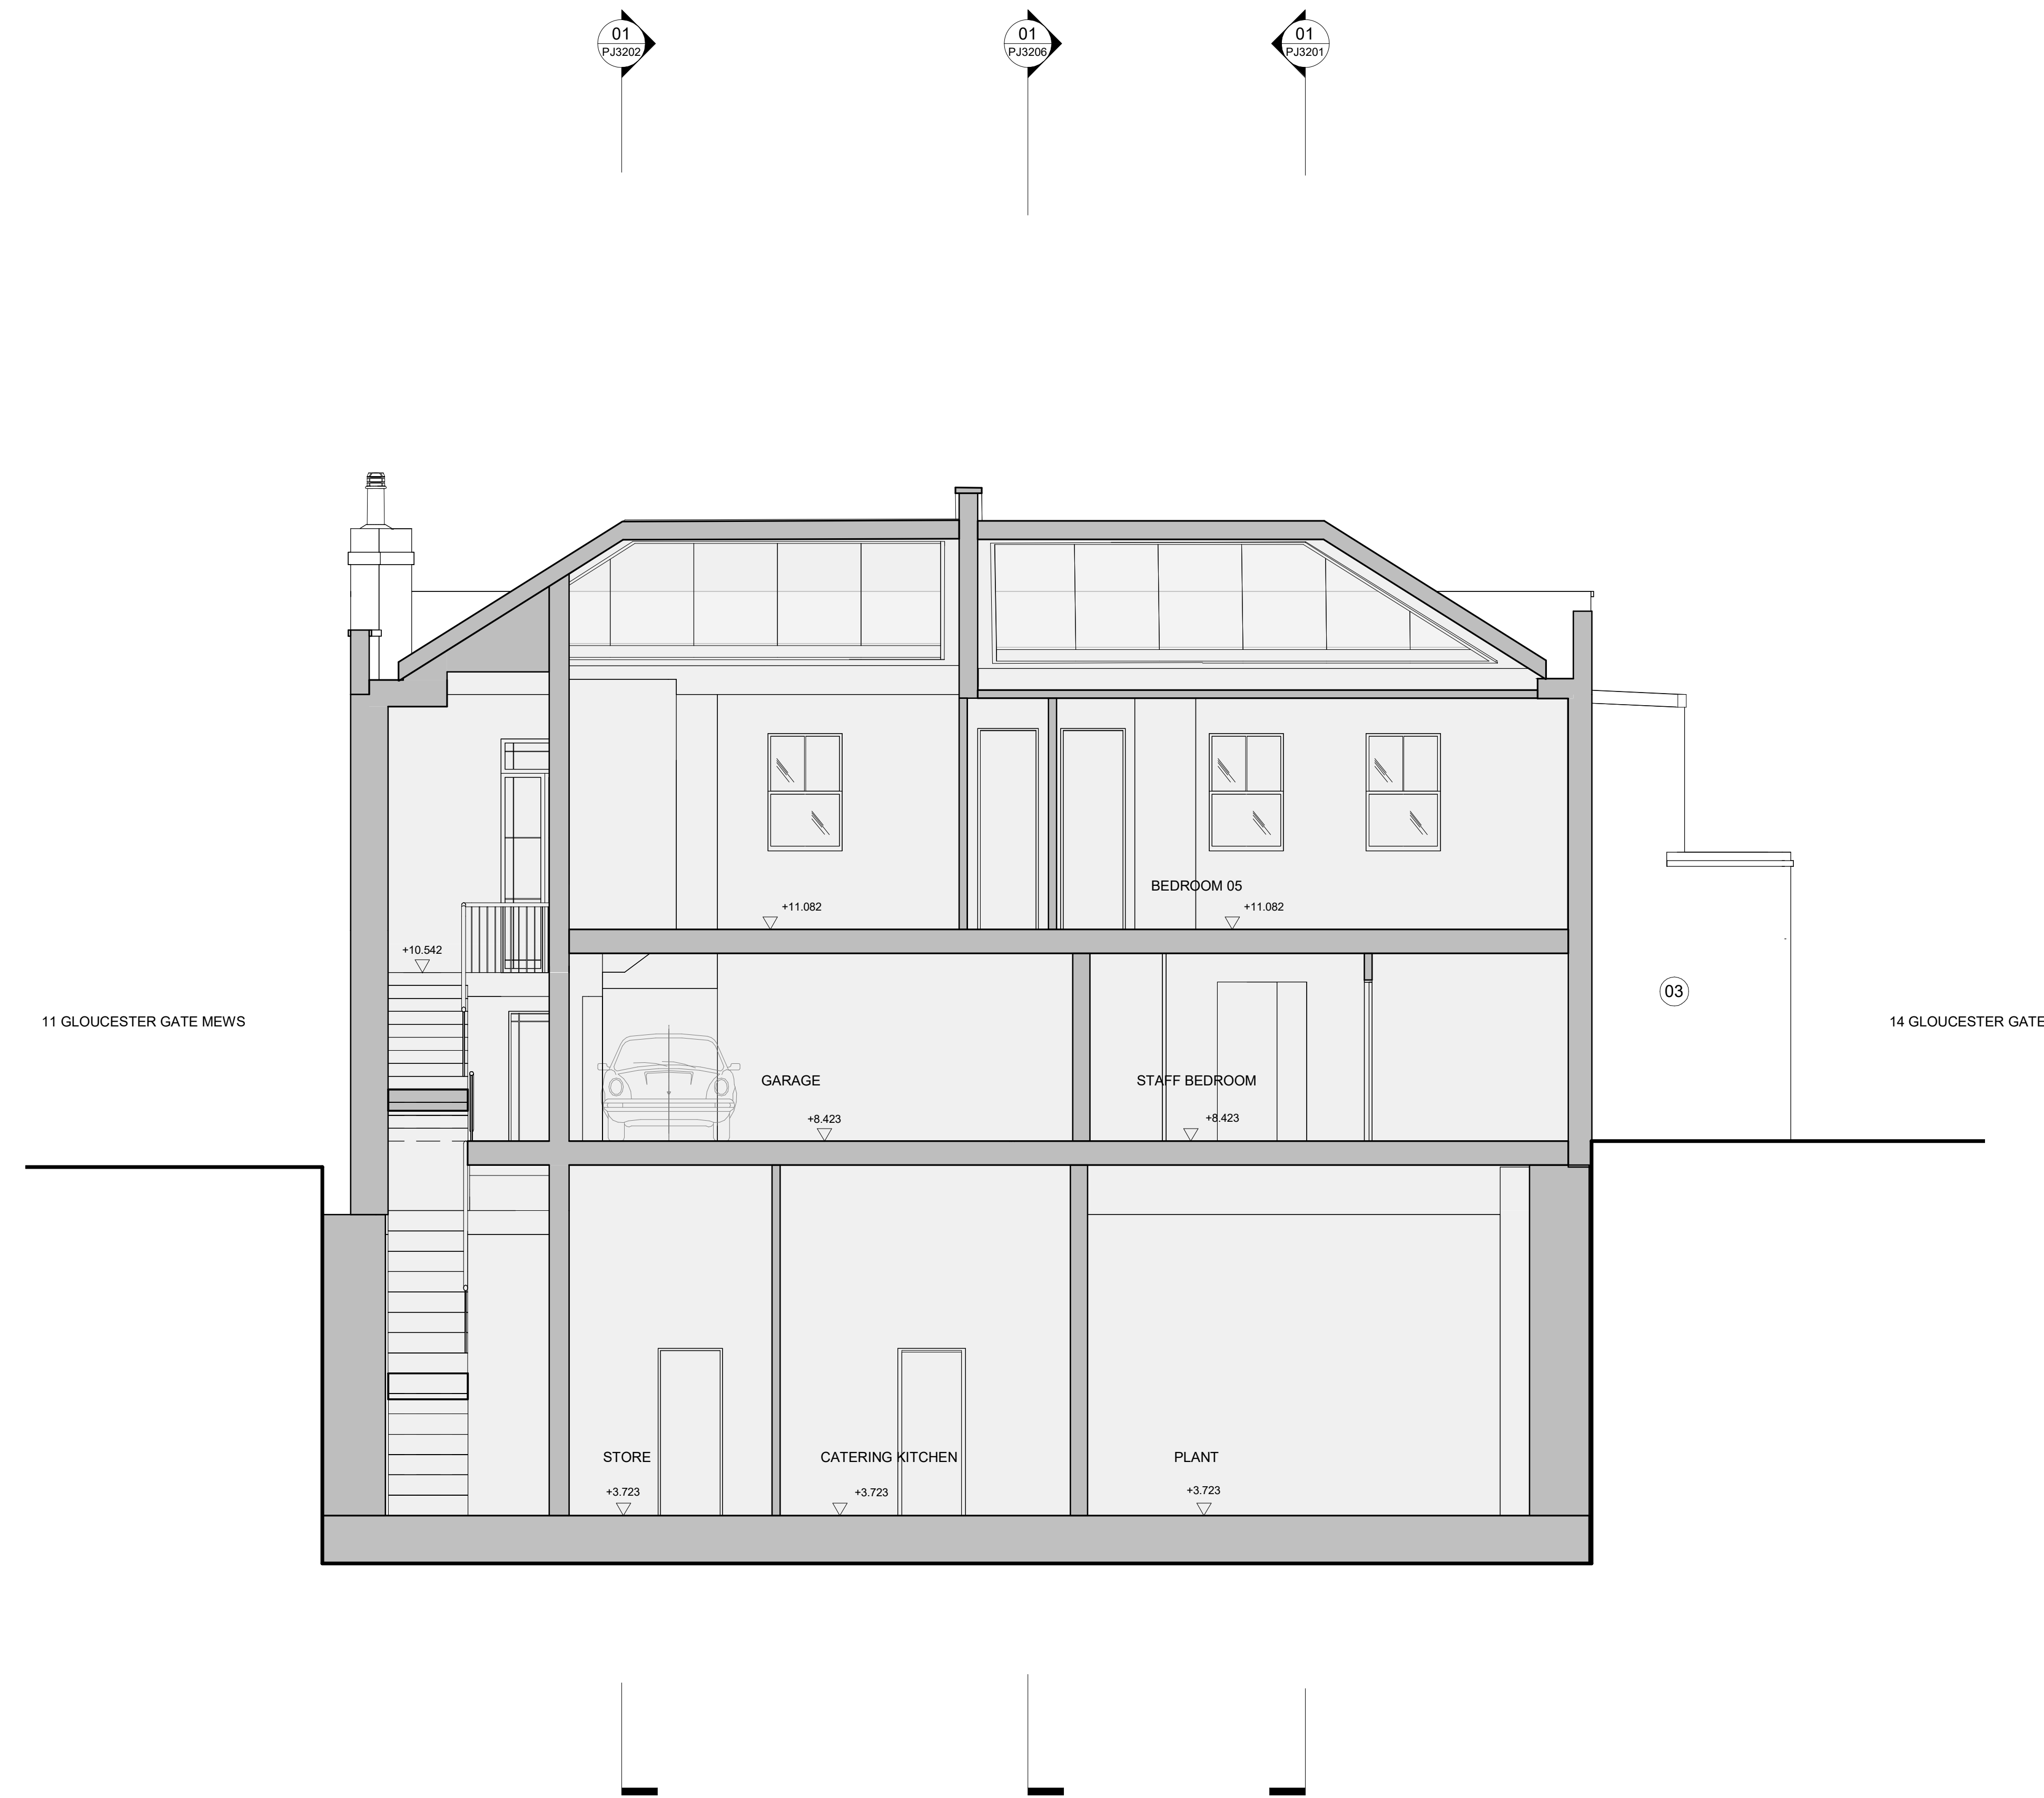 01
PJ3202
01
PJ3206
01
PJ3201
BEDROOM 05
+11.082
+11.082
+10.542
03
11 GLOUCESTER GATE MEWS
14 GLOUCESTER GATE
GARAGE
STAFF BEDROOM
+8.423
+8.423
STORE
CATERING KITCHEN
PLANT
+3.723
+3.723
+3.723